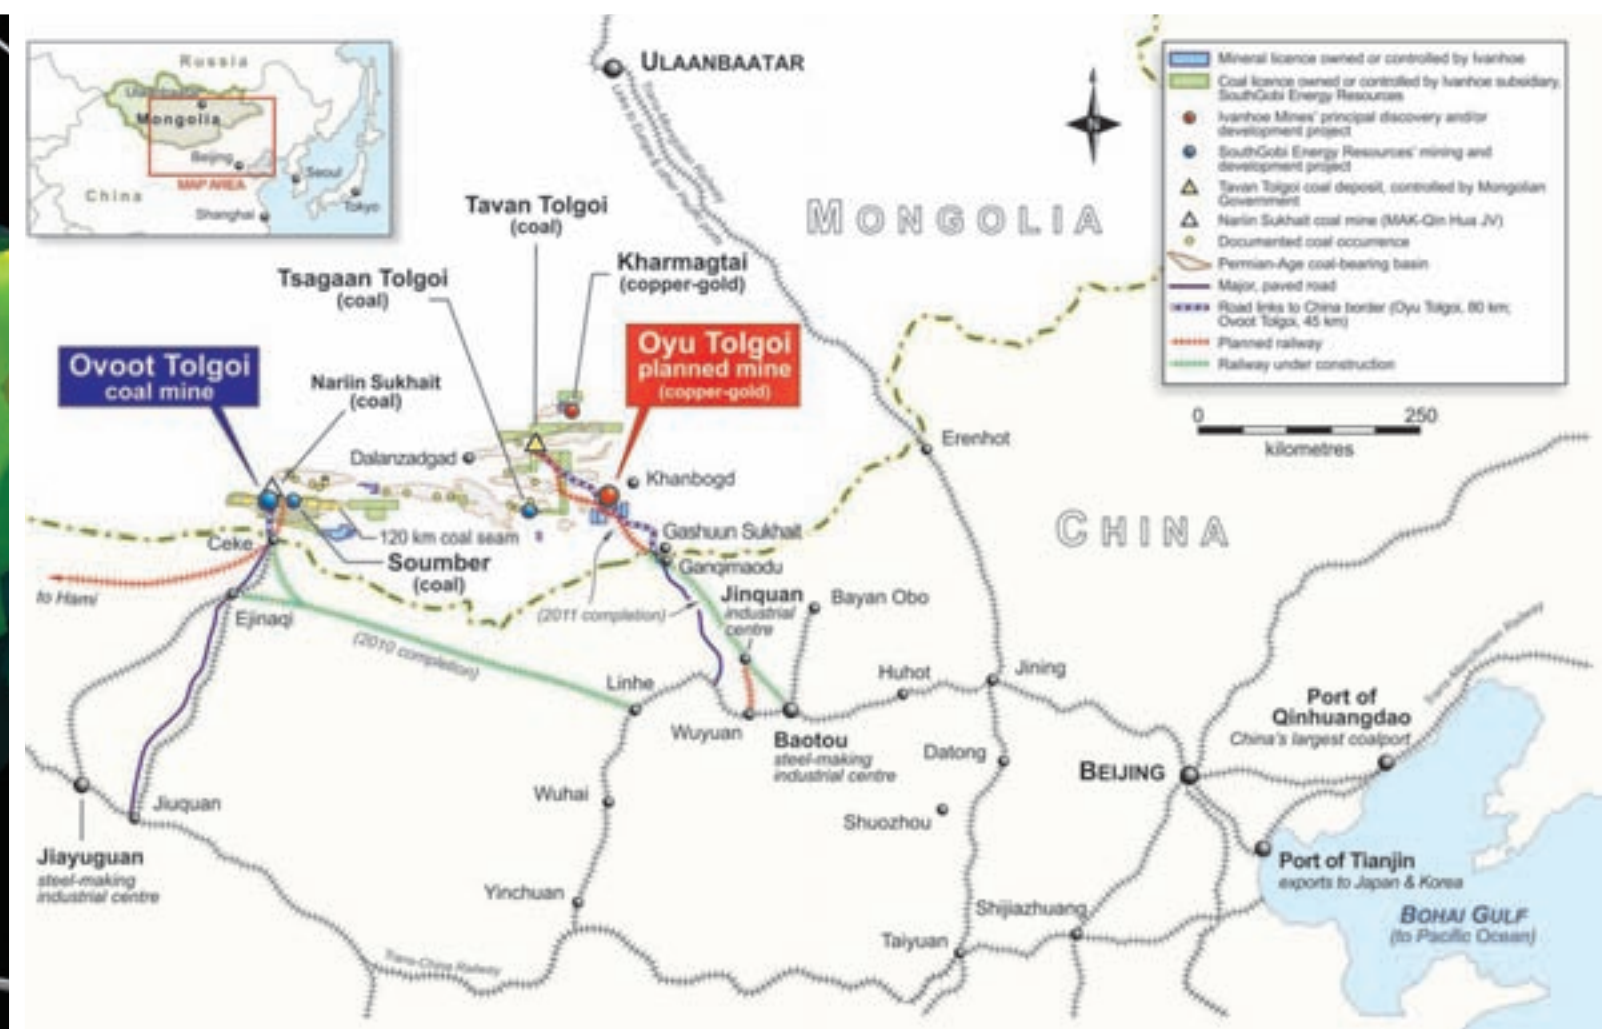 Russia
Ulaanbaatar
Mongolia
Beijing
MAP AREA
China
Seoul
Tokyo
Shanghai
ULAANBAATAR
Trans-Mongolian Railway
MONGOLIA
N
Mineral licence owned or controlled by Ivanhoe
Coal licence owned or controlled by Ivanhoe subsidiary,
SouthGobi Energy Resources
Ivanhoe Mines' principal discovery and/or
development project
SouthGobi Energy Resources' mining and
development project
Tavan Tolgoi coal deposit, controlled by Mongolian
Government
Nariin Sukhait coal mine (MAK-Qin Hua JV)
Documented coal occurrence
Permian-Age coal-bearing basin
Major, paved road
Road links to China border (Oyu Tolgoi, 80 km;
Ovoot Tolgoi, 45 km)
Planned railway
Railway under construction
0 250
kilometres
Tavan Tolgoi
(coal)
Kharmagtai
(copper-gold)
Tsagaan Tolgoi
(coal)
Ovoot Tolgoi
coal mine
Nariin Sukhait
(coal)
Oyu Tolgoi
planned mine
(copper-gold)
Dalanzadgad
Khanbogd
Erenhot
CHINA
120 km coal seam
Soumber
(coal)
Ceke
Gashuun Sukhait
Ganqimaodu
to Hami
Ejinaqi
(2010 completion)
(2011 completion)
Jinquan
industrial
centre
Bayan Obo
Linhe
Wuyuan
Huhot
Jining
Baotou
steel-making
industrial centre
Datong
BEIJING
Port of
Qinhuangdao
China's largest coalport
Trans-Manchurian Railway
Wuhai
Shuozhou
Jiuquan
Jiayuguan
steel-making
industrial centre
Port of Tianjin
exports to Japan & Korea
Yinchuan
Shijiazhuang
Taiyuan
BOHAI GULF
(to Pacific Ocean)
Trans-China Railway